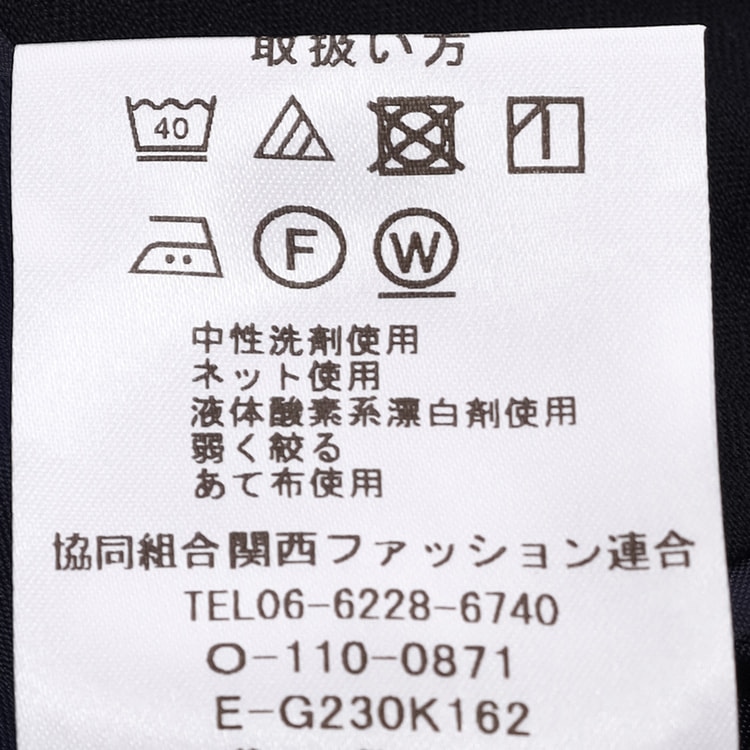 取扱い方
40
F W
中性洗剤使用
ネット使用
液体酸素系漂白剤使用
弱く絞る
あて布使用
協同組合関西ファッション連合
TEL06-6228-6740
O-110-0871
E-G230K162